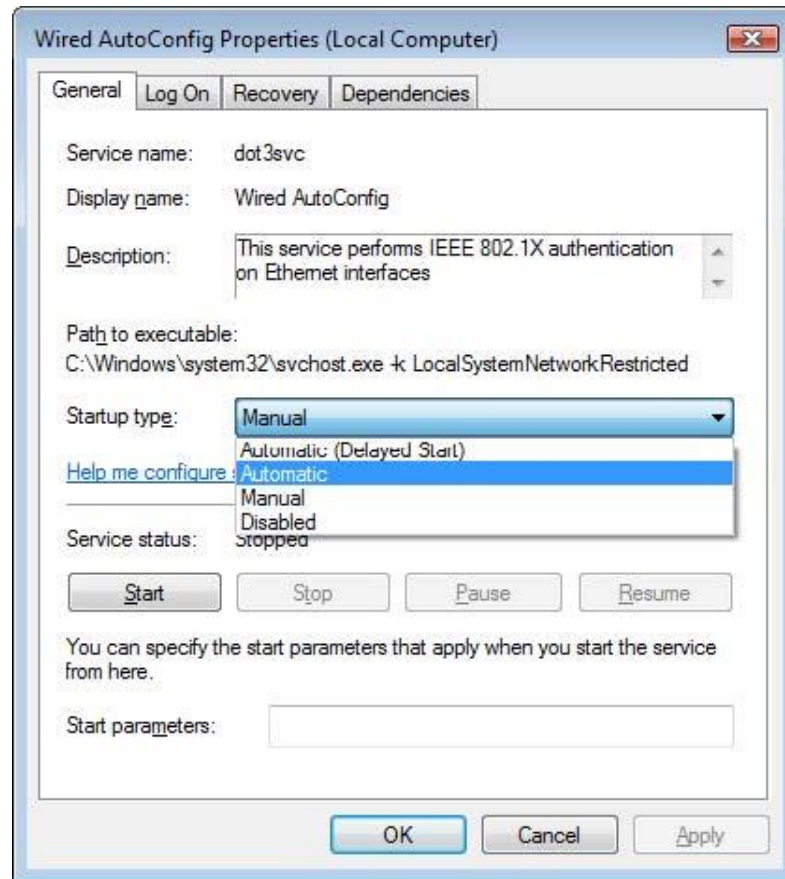 Wired AutoConfig Properties (Local Computer)
General Log On Recovery Dependencies
Service name: dot3svc
Display name: Wired AutoConfig
Description: This service performs IEEE 802.1X authentication
on Ethernet interfaces
Path to executable:
C:\Windows\system32\svchost.exe -k LocalSystemNetworkRestricted
Startup type: Manual
Automatic (Delayed Start)
Help me configure Automatic
Manual
Disabled
Service status: Stopped
Start Stop Pause Resume
You can specify the start parameters that apply when you start the service
from here.
Start parameters:
OK Cancel Apply